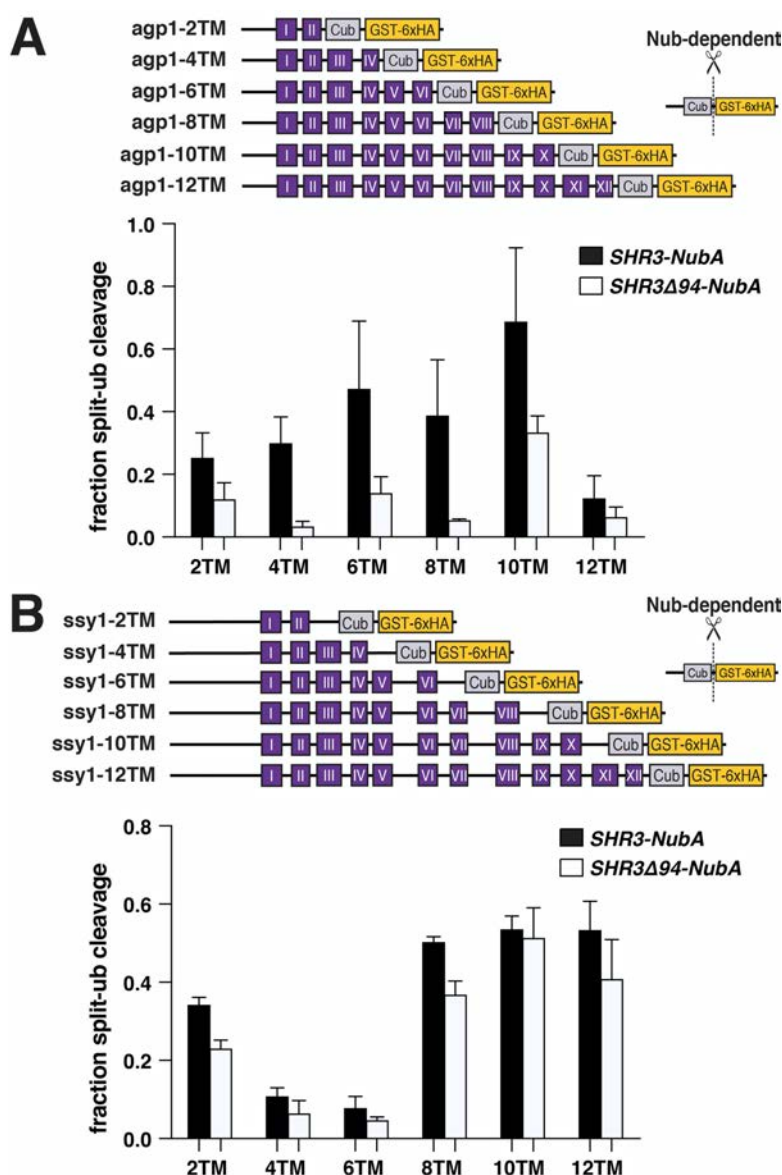 A
agp1-2TM I II Cub GST-6xHA
agp1-4TM I II III IV Cub GST-6xHA
agp1-6TM I II III IV V VI Cub GST-6xHA
agp1-8TM I II III IV V VI VII VIII Cub GST-6xHA
agp1-10TM I II III IV V VI VII VIII IX X Cub GST-6xHA
agp1-12TM I II III IV V VI VII VIII IX X XI XII Cub GST-6xHA
Nub-dependent
Cub GST-6xHA
fraction split-ub cleavage
1.0
0.8
0.6
0.4
0.2
0.0
SHR3-NubA
SHR3Δ94-NubA
2TM 4TM 6TM 8TM 10TM 12TM
B
ssy1-2TM I II Cub GST-6xHA
ssy1-4TM I II III IV Cub GST-6xHA
ssy1-6TM I II III IV V VI Cub GST-6xHA
ssy1-8TM I II III IV V VI VII VIII Cub GST-6xHA
ssy1-10TM I II III IV V VI VII VIII IX X Cub GST-6xHA
ssy1-12TM I II III IV V VI VII VIII IX X XI XII Cub GST-6xHA
Nub-dependent
Cub GST-6xHA
fraction split-ub cleavage
0.8
0.6
0.4
0.2
0.0
SHR3-NubA
SHR3Δ94-NubA
2TM 4TM 6TM 8TM 10TM 12TM